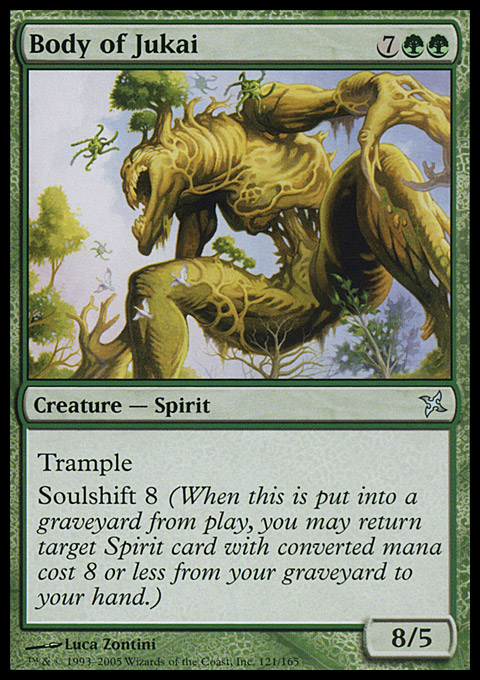 Body of Jukai 7
Creature — Spirit
Trample
Soulshift 8 (When this is put into a
graveyard from play, you may return
target Spirit card with converted mana
cost 8 or less from your graveyard to
your hand.)
Luca Zontini
8/5
™ & © 1993–2005 Wizards of the Coast, Inc. 121/165